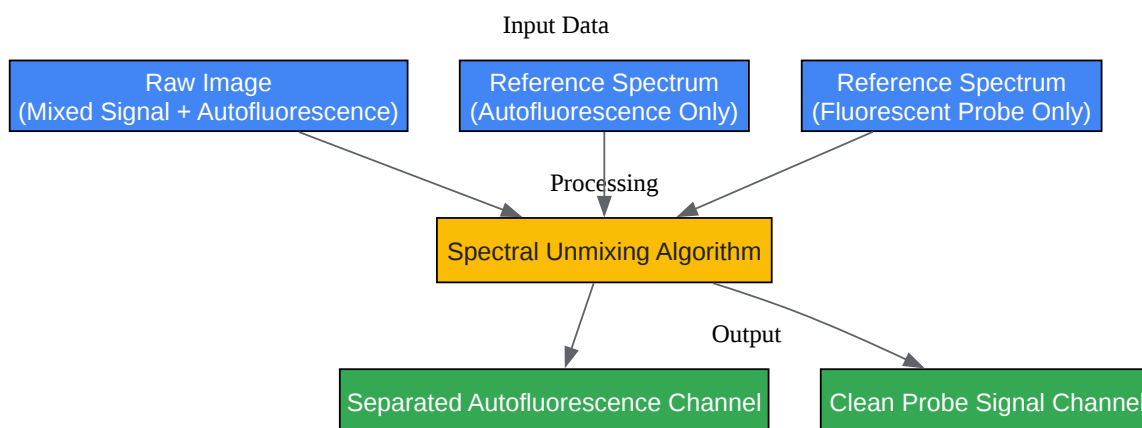 Input Data
Raw Image
(Mixed Signal + Autofluorescence)
Reference Spectrum
(Autofluorescence Only)
Reference Spectrum
(Fluorescent Probe Only)
Processing
Spectral Unmixing Algorithm
Output
Separated Autofluorescence Channel
Clean Probe Signal Channel